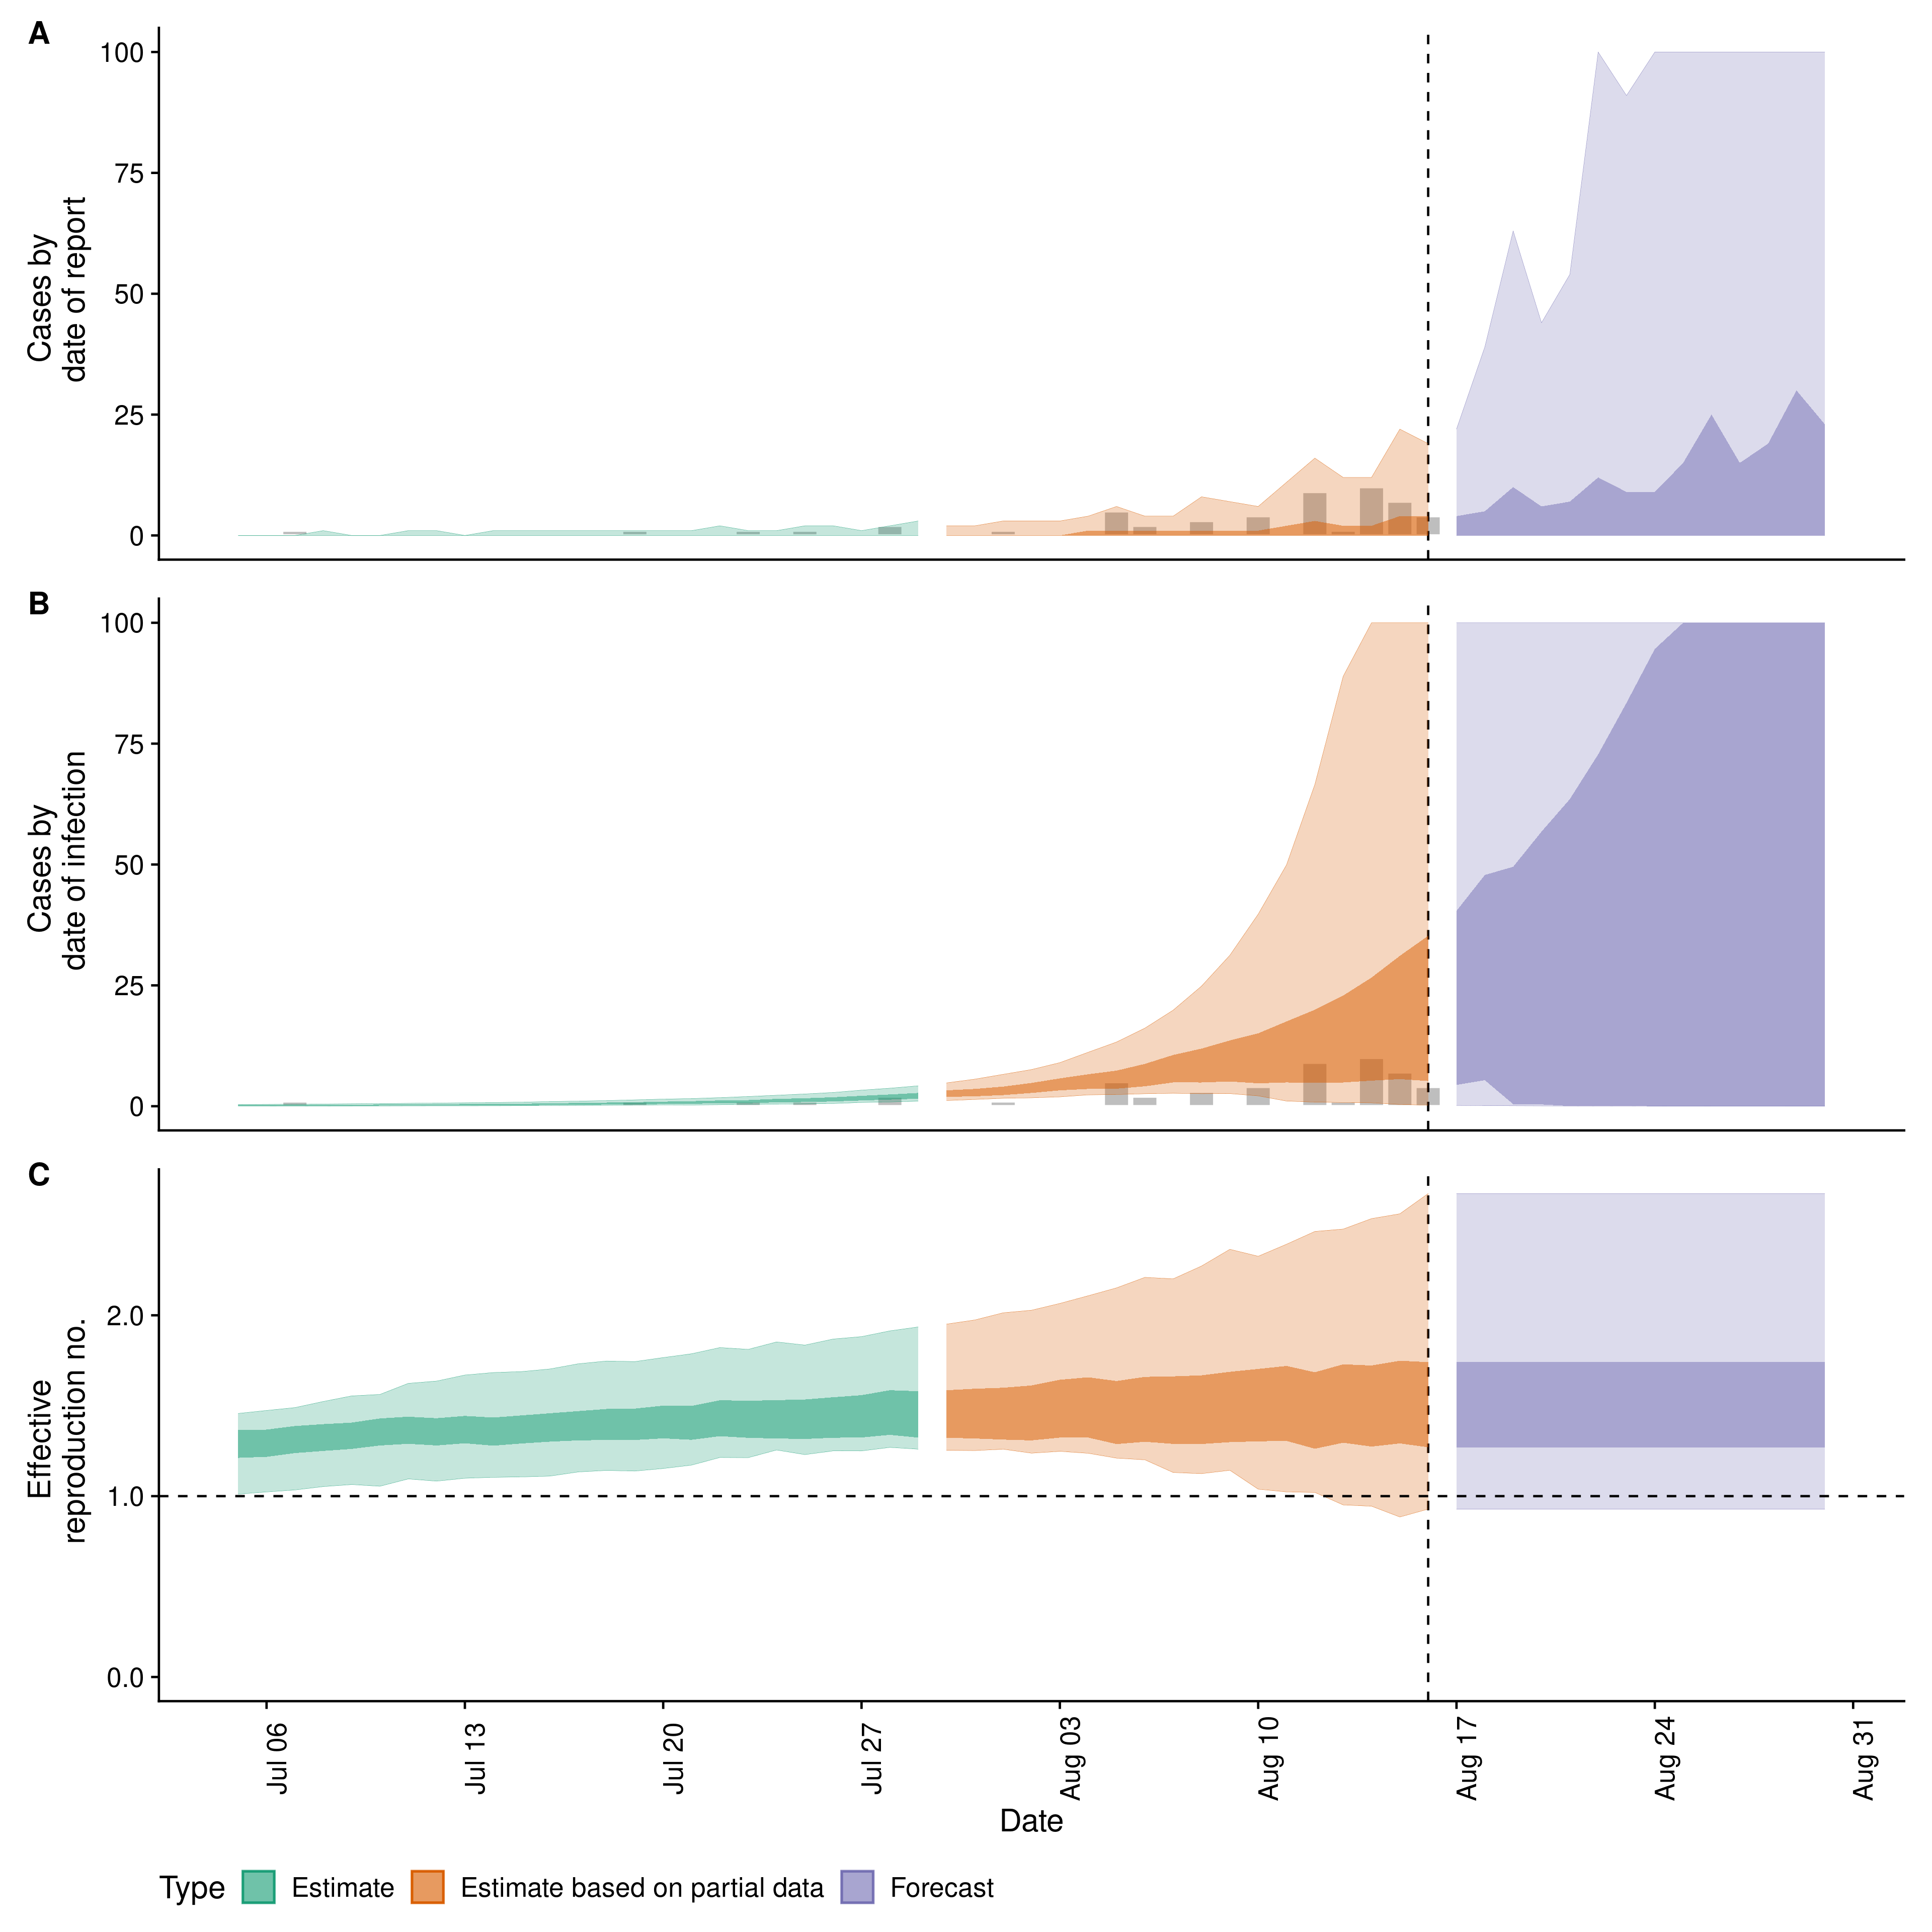 A
100
75
50
25
0
Cases by
date of report
B
100
75
50
25
0
Cases by
date of infection
C
2.0
1.0
0.0
Effective
reproduction no.
Jul 06
Jul 13
Jul 20
Jul 27
Aug 03
Aug 10
Aug 17
Aug 24
Aug 31
Date
Type Estimate Estimate based on partial data Forecast